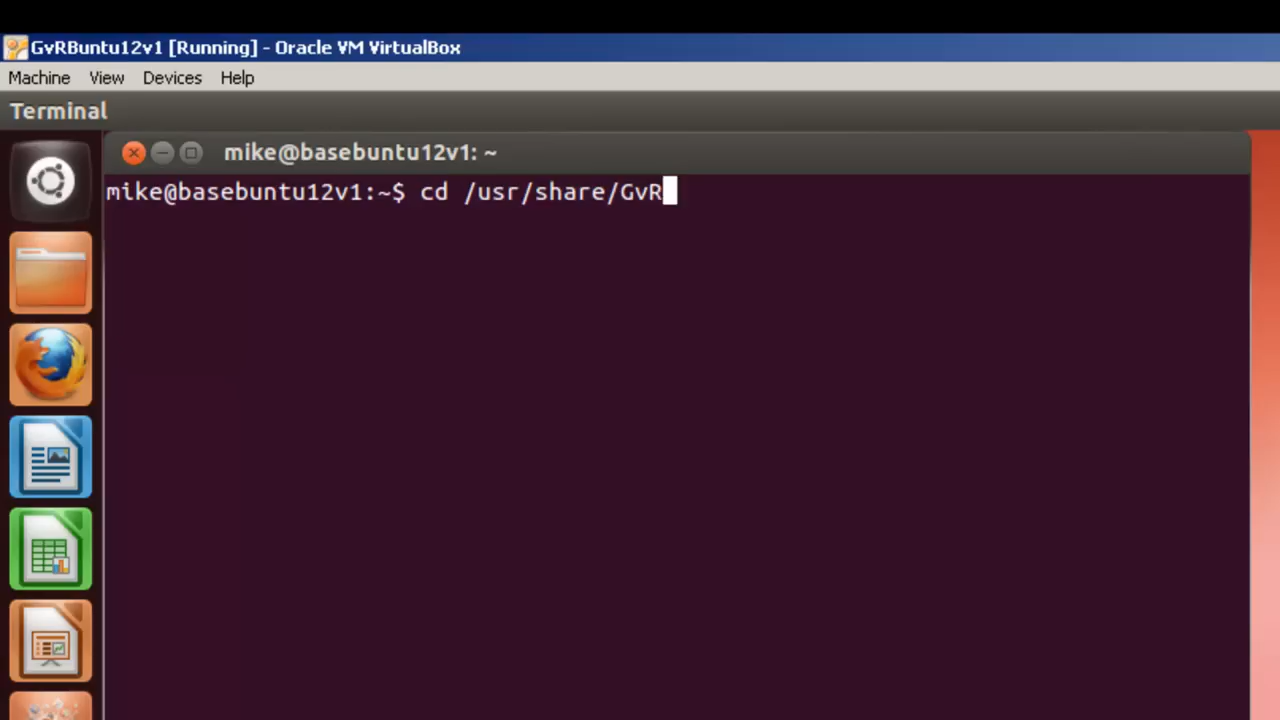 GvRBuntu12v1 [Running] - Oracle VM VirtualBox
Machine View Devices Help
Terminal
mike@basebuntu12v1: ~
mike@basebuntu12v1:~$ cd /usr/share/GvR